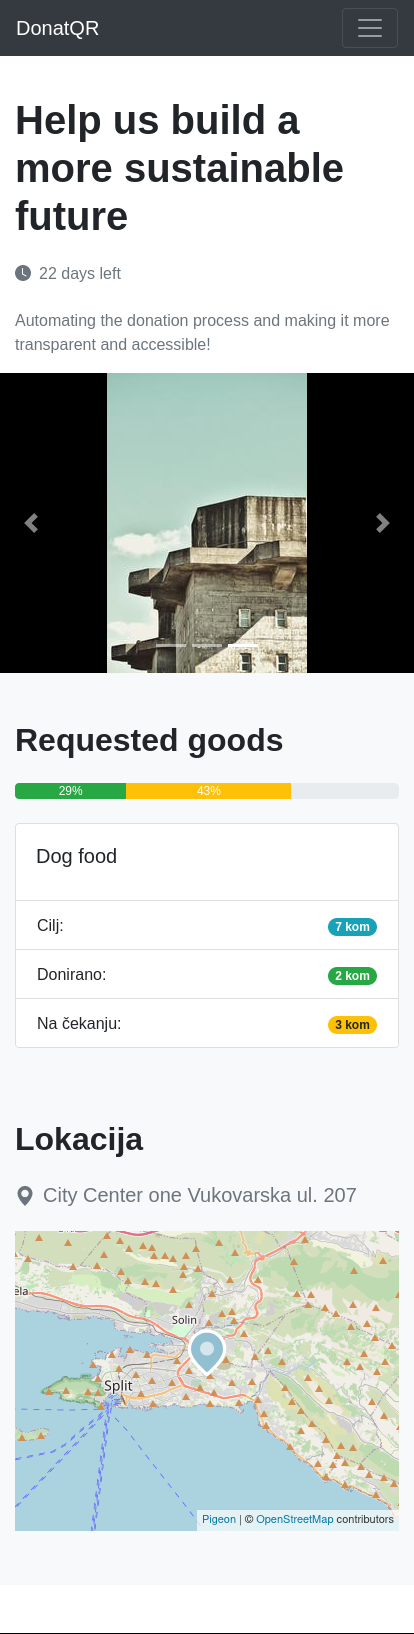 DonatQR
Help us build a
more sustainable
future
22 days left
Automating the donation process and making it more
transparent and accessible!
Requested goods
29% 43%
Dog food
Cilj: 7 kom
Donirano: 2 kom
Na čekanju: 3 kom
Lokacija
City Center one Vukovarska ul. 207
ela
Solin
Split
Pigeon | © OpenStreetMap contributors